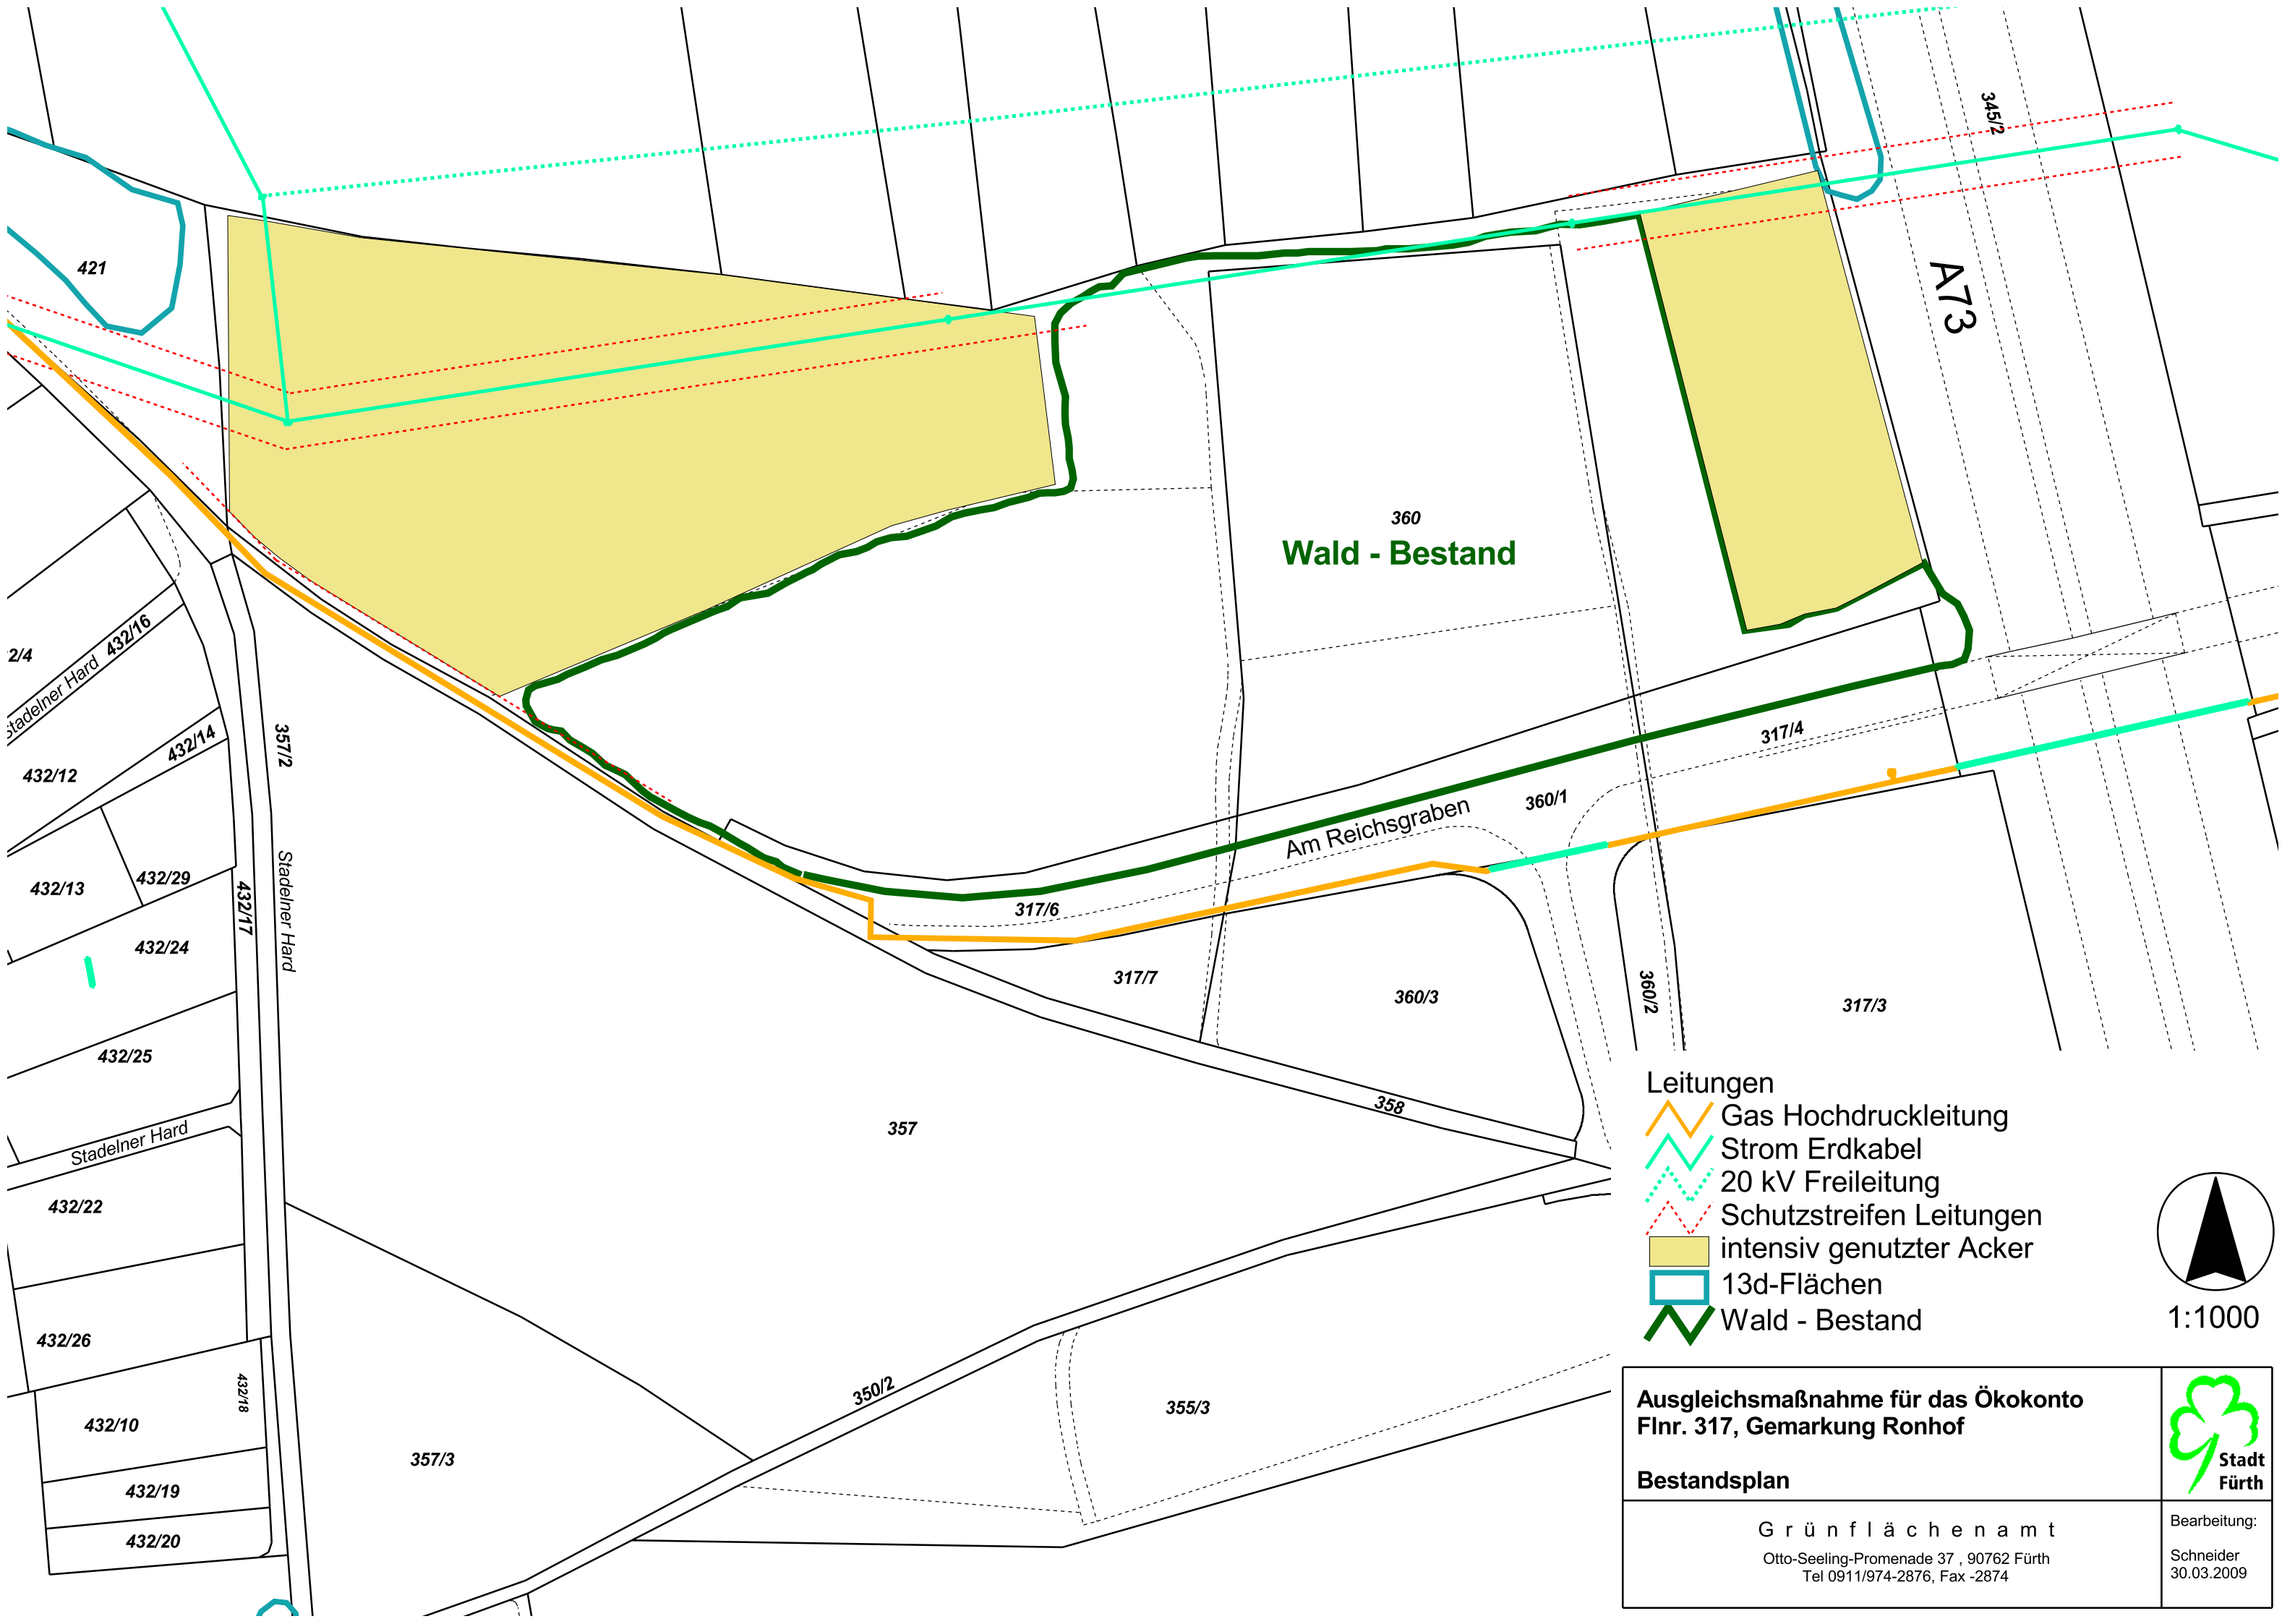 345/2
A73
421
360
Wald - Bestand
2/4
Stadelner Hard
432/16
432/14
432/12
357/2
317/4
360/1
Am Reichsgraben
432/13
432/29
432/17
Stadelner Hard
317/6
432/24
317/7
360/3
360/2
317/3
432/25
357
358
Stadelner Hard
432/22
432/26
432/18
432/10
350/2
355/3
357/3
432/19
432/20
Leitungen
Gas Hochdruckleitung
Strom Erdkabel
20 kV Freileitung
Schutzstreifen Leitungen
intensiv genutzter Acker
13d-Flächen
Wald - Bestand
1:1000
Ausgleichsmaßnahme für das Ökokonto
Flnr. 317, Gemarkung Ronhof
Bestandsplan
Stadt
Fürth
Grünflächenamt
Otto-Seeling-Promenade 37 , 90762 Fürth
Tel 0911/974-2876, Fax -2874
Bearbeitung:
Schneider
30.03.2009